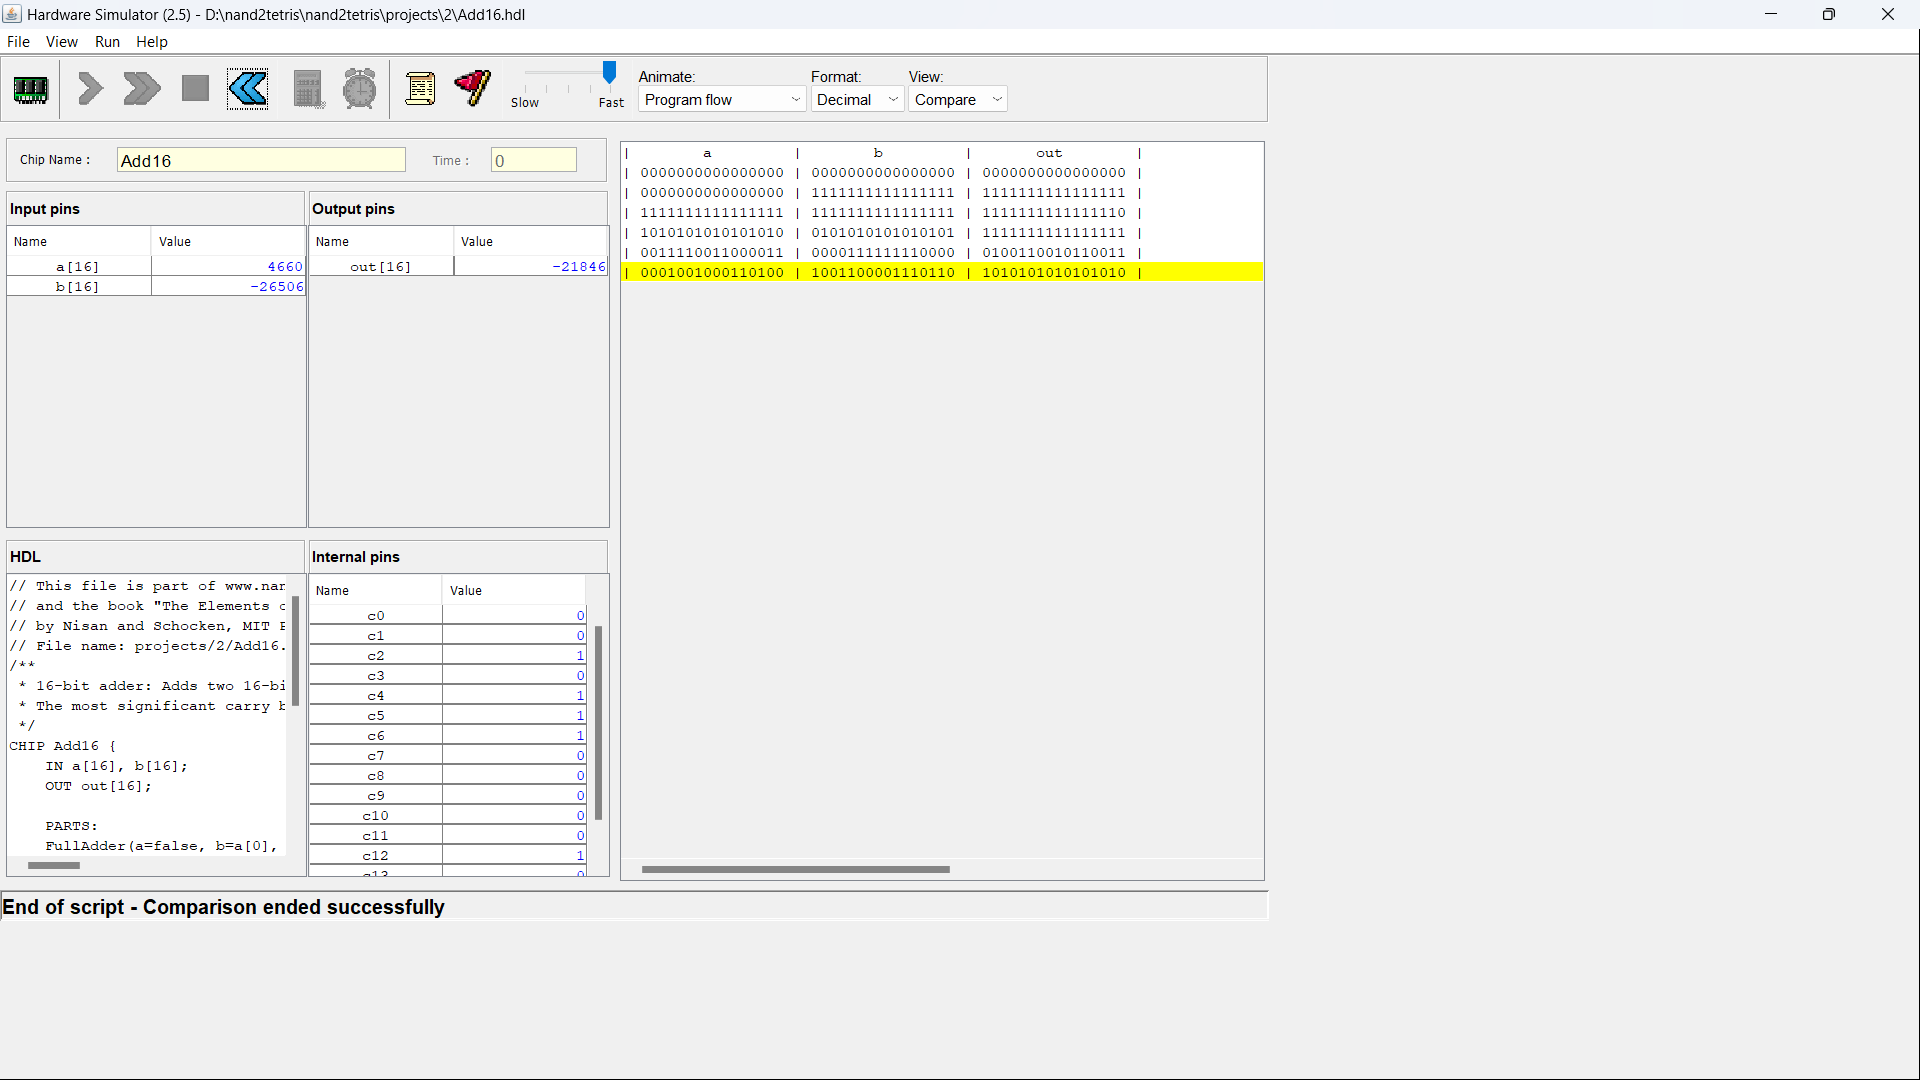 Hardware Simulator (2.5) - D:\nand2tetris\nand2tetris\projects\2\Add16.hdl
File View Run Help
Slow Fast
Animate: Format: View:
Program flow Decimal Compare
Chip Name : Add16 Time : 0
Input pins
Name Value
a[16] 4660
b[16] -26506
Output pins
Name Value
out[16] -21846
| a | b | out |
| 0000000000000000 | 0000000000000000 | 0000000000000000 |
| 0000000000000000 | 1111111111111111 | 1111111111111111 |
| 1111111111111111 | 1111111111111111 | 1111111111111110 |
| 1010101010101010 | 0101010101010101 | 1111111111111111 |
| 0011110011000011 | 0000111111110000 | 0100110010110011 |
| 0001001000110100 | 1001100001110110 | 1010101010101010 |
HDL
// This file is part of www.nan
// and the book "The Elements o
// by Nisan and Schocken, MIT P
// File name: projects/2/Add16.
/**
* 16-bit adder: Adds two 16-bi
* The most significant carry b
*/
CHIP Add16 {
IN a[16], b[16];
OUT out[16];
PARTS:
FullAdder(a=false, b=a[0],
Internal pins
Name Value
c0 0
c1 0
c2 1
c3 0
c4 1
c5 1
c6 1
c7 0
c8 0
c9 0
c10 0
c11 0
c12 1
c13 0
End of script - Comparison ended successfully